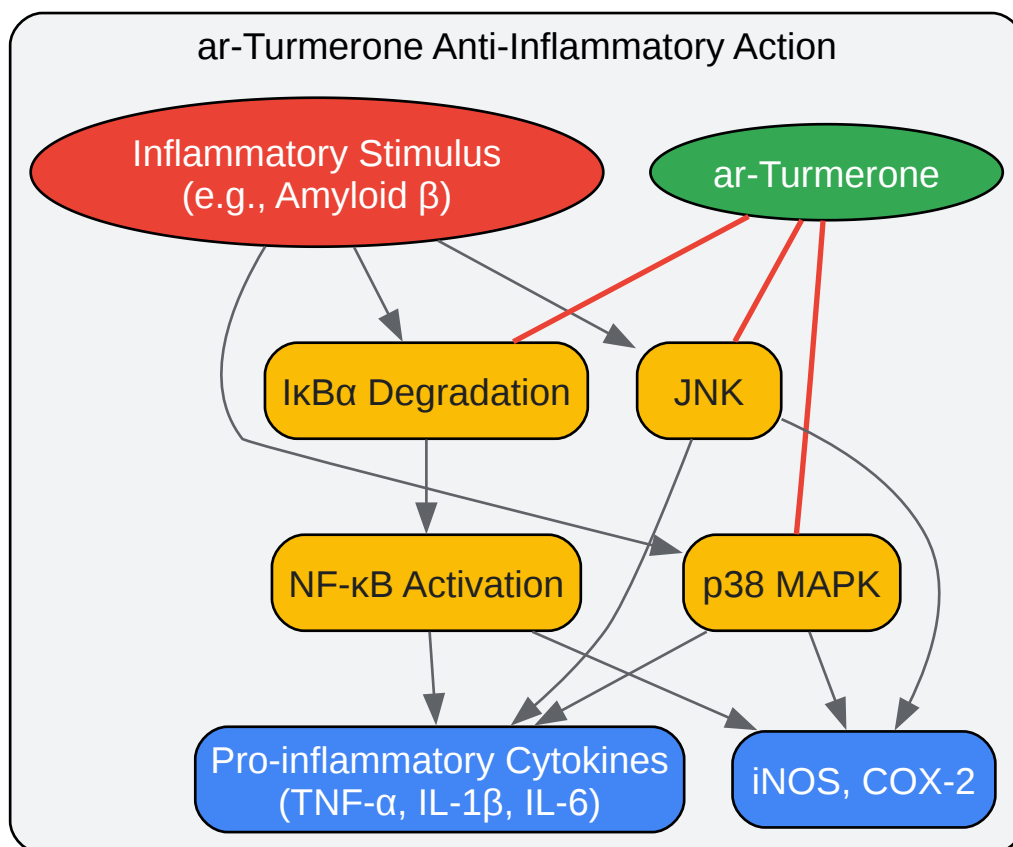 ar-Turmerone Anti-Inflammatory Action
Inflammatory Stimulus
(e.g., Amyloid β)
ar-Turmerone
IκBα Degradation
JNK
NF-κB Activation
p38 MAPK
Pro-inflammatory Cytokines
(TNF-α, IL-1β, IL-6)
iNOS, COX-2